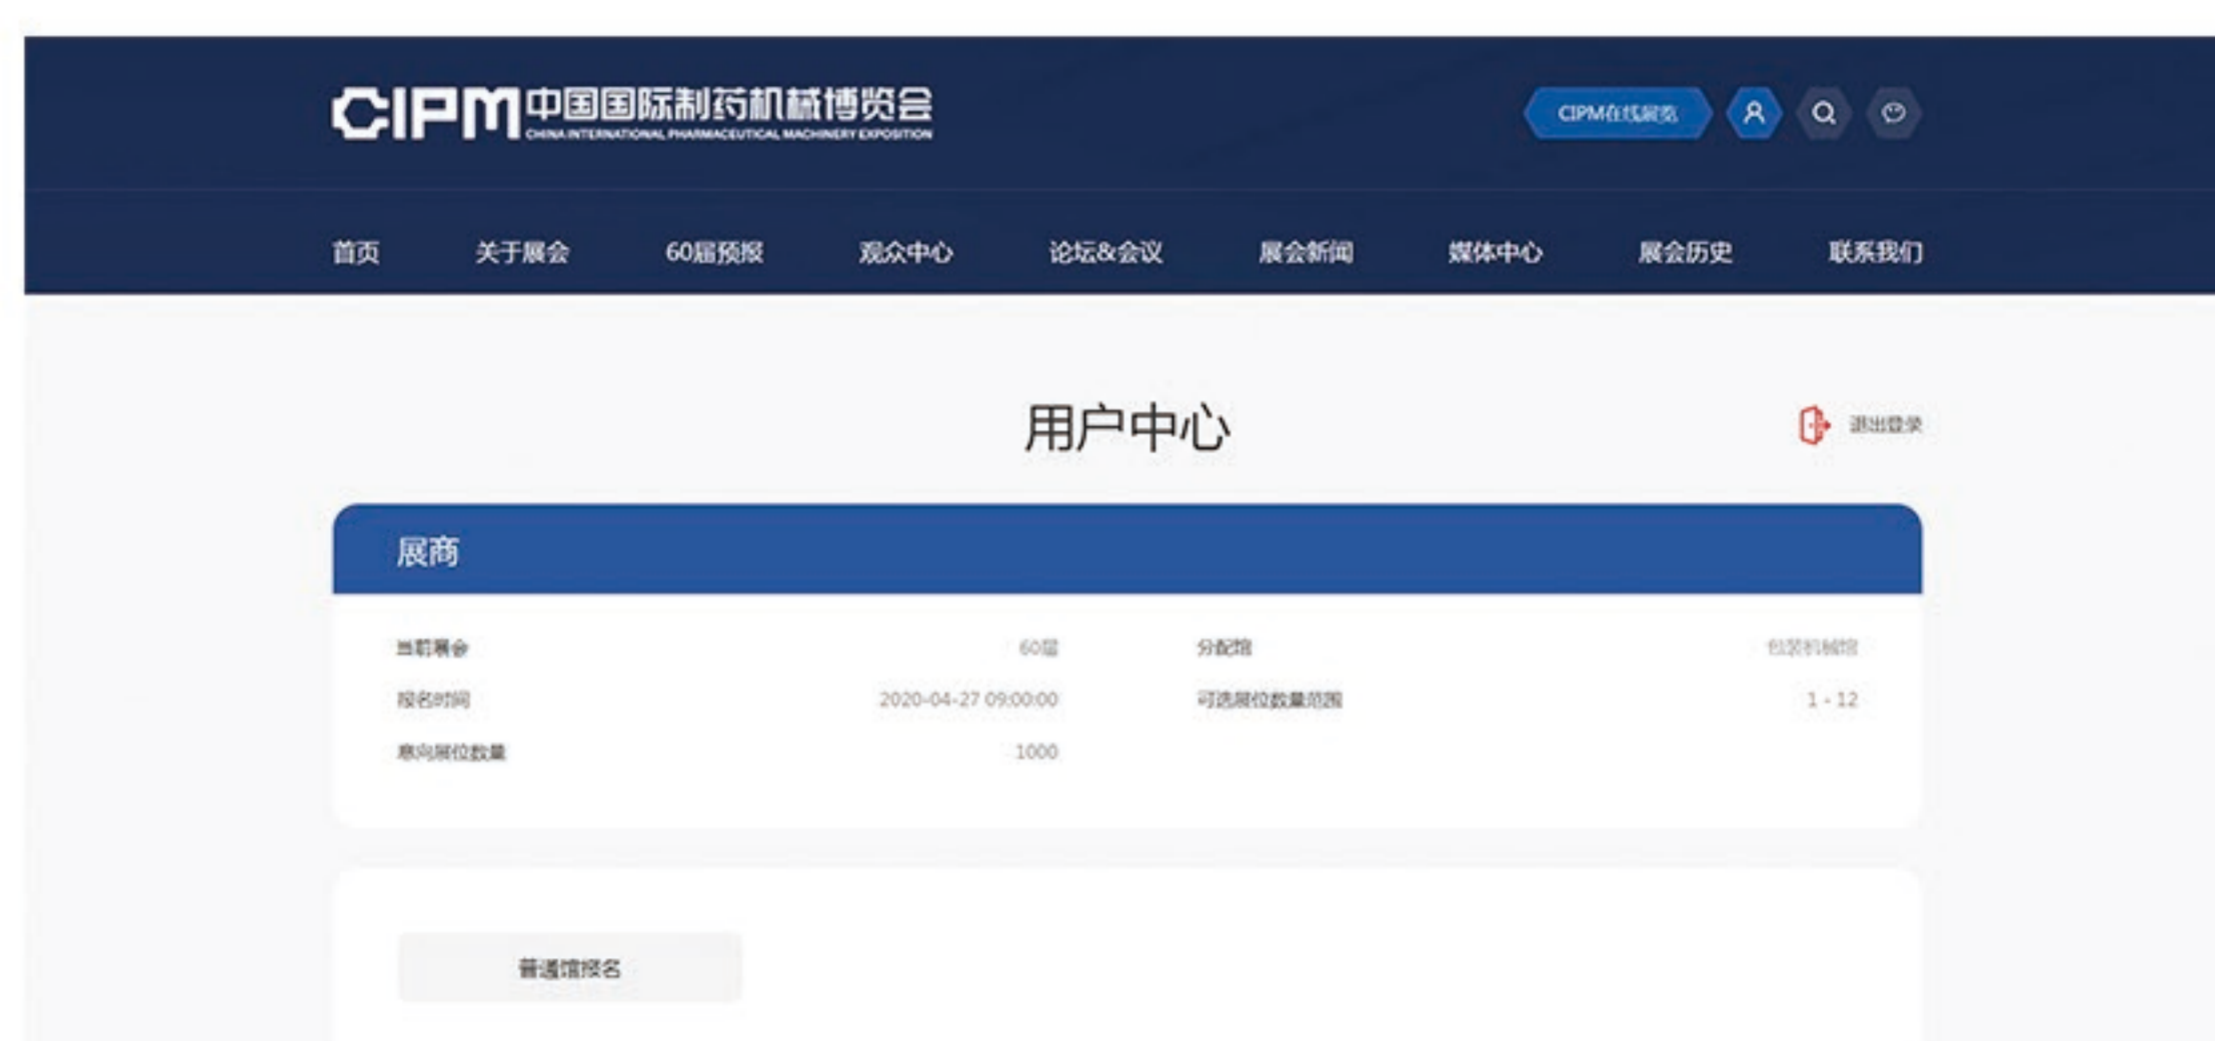 CIPM中国国际制药机械博览会
CHINA INTERNATIONAL PHARMACEUTICAL MACHINERY EXPOSITION
CIPM在线展览
首页 关于展会 60届预报 观众中心 论坛&会议 展会新闻 媒体中心 展会历史 联系我们
用户中心
退出登录
展商
当前展会 60届 分配馆 包装机械馆
报名时间 2020-04-27 09:00:00 可选展位数量范围 1 - 12
意向展位数量 1000
普通馆报名